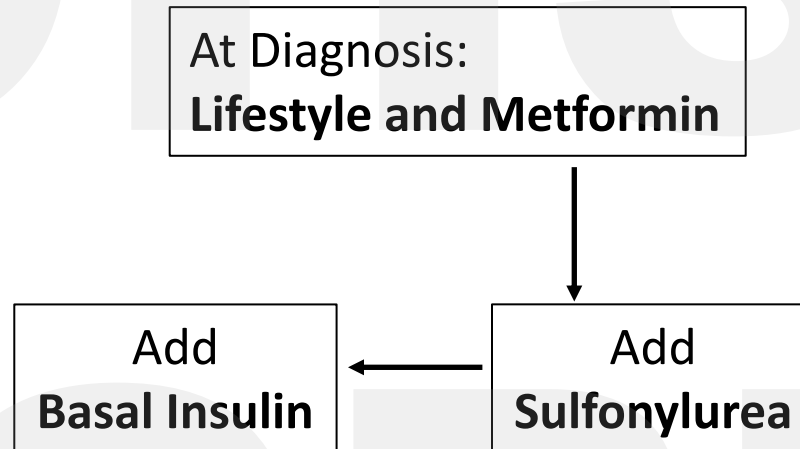 At Diagnosis:
Lifestyle and Metformin
Add
Basal Insulin
Add
Sulfonylurea